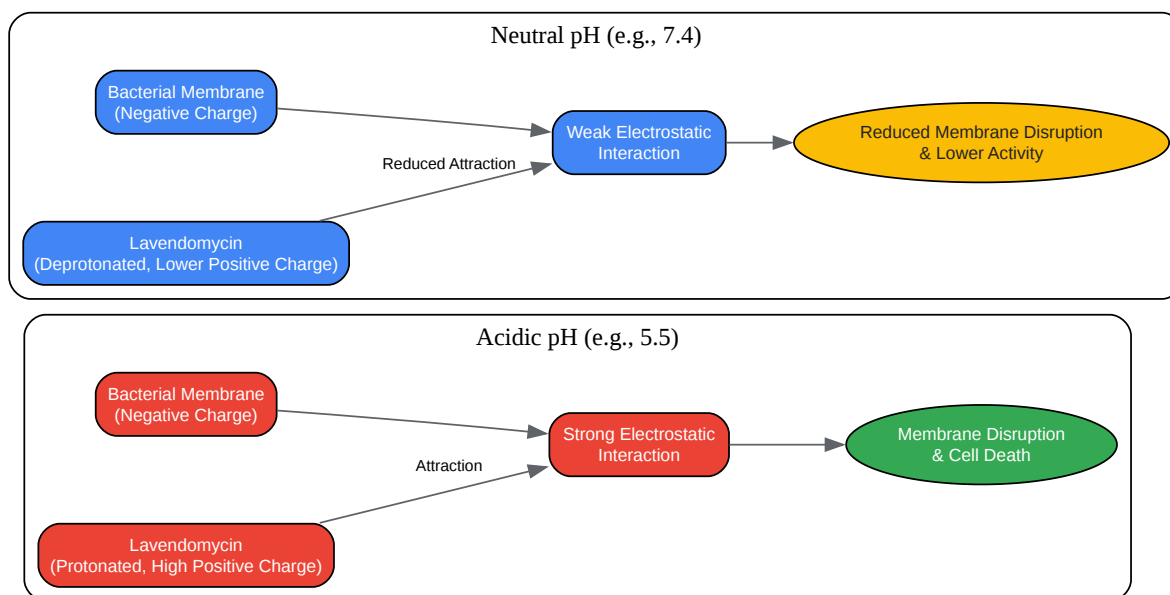 Neutral pH (e.g., 7.4)
Bacterial Membrane
(Negative Charge)
Weak Electrostatic
Interaction
Reduced Membrane Disruption
& Lower Activity
Reduced Attraction
Lavendomycin
(Deprotonated, Lower Positive Charge)
Acidic pH (e.g., 5.5)
Bacterial Membrane
(Negative Charge)
Strong Electrostatic
Interaction
Membrane Disruption
& Cell Death
Attraction
Lavendomycin
(Protonated, High Positive Charge)